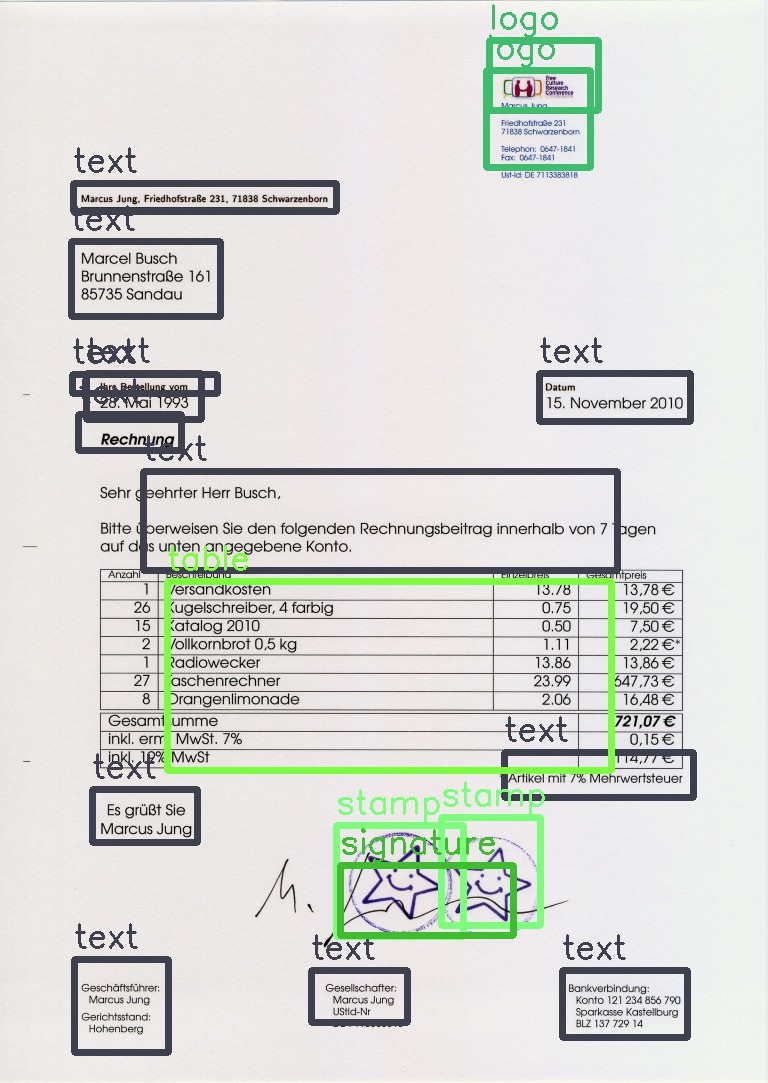 logo
logo
Free
Culture
Research
Conference
Marcus Jung
Friedhofstraße 231
71838 Schwarzenborn
Telephon: 0647-1841
Fax: 0647-1841
Ust-Id: DE 7113383818
text
Marcus Jung, Friedhofstraße 231, 71838 Schwarzenborn
text
Marcel Busch
Brunnenstraße 161
85735 Sandau
text
text
text
Ihre Bestellung vom
28. Mai 1993
text
Datum
15. November 2010
Rechnung
text
Sehr geehrter Herr Busch,
Bitte überweisen Sie den folgenden Rechnungsbeitrag innerhalb von 7 Tagen
auf das unten angegebene Konto.
table
Anzahl Beschreibung Einzelpreis Gesamtpreis
1 Versandkosten 13.78 13,78 €
26 Kugelschreiber, 4 farbig 0.75 19,50 €
15 Katalog 2010 0.50 7,50 €
2 Vollkornbrot 0,5 kg 1.11 2,22 €*
1 Radiowecker 13.86 13,86 €
27 Taschenrechner 23.99 647,73 €
8 Orangenlimonade 2.06 16,48 €
Gesamtsumme 721,07 €
inkl. erm. MwSt. 7% 0,15 €
inkl. 19% MwSt 114,77 €
text
Artikel mit 7% Mehrwertsteuer
text
Es grüßt Sie
Marcus Jung
stamp
stamp
signature
text
Geschäftsführer:
Marcus Jung
Gerichtsstand:
Hohenberg
text
Gesellschafter:
Marcus Jung
UStId-Nr
text
Bankverbindung:
Konto 121 234 856 790
Sparkasse Kastellburg
BLZ 137 729 14